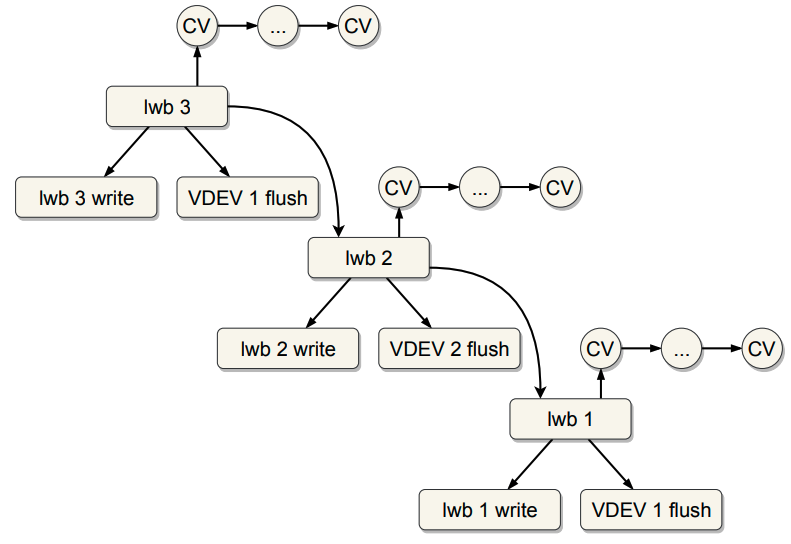 CV ... CV
lwb 3
lwb 3 write VDEV 1 flush
CV ... CV
lwb 2
lwb 2 write VDEV 2 flush
CV ... CV
lwb 1
lwb 1 write VDEV 1 flush